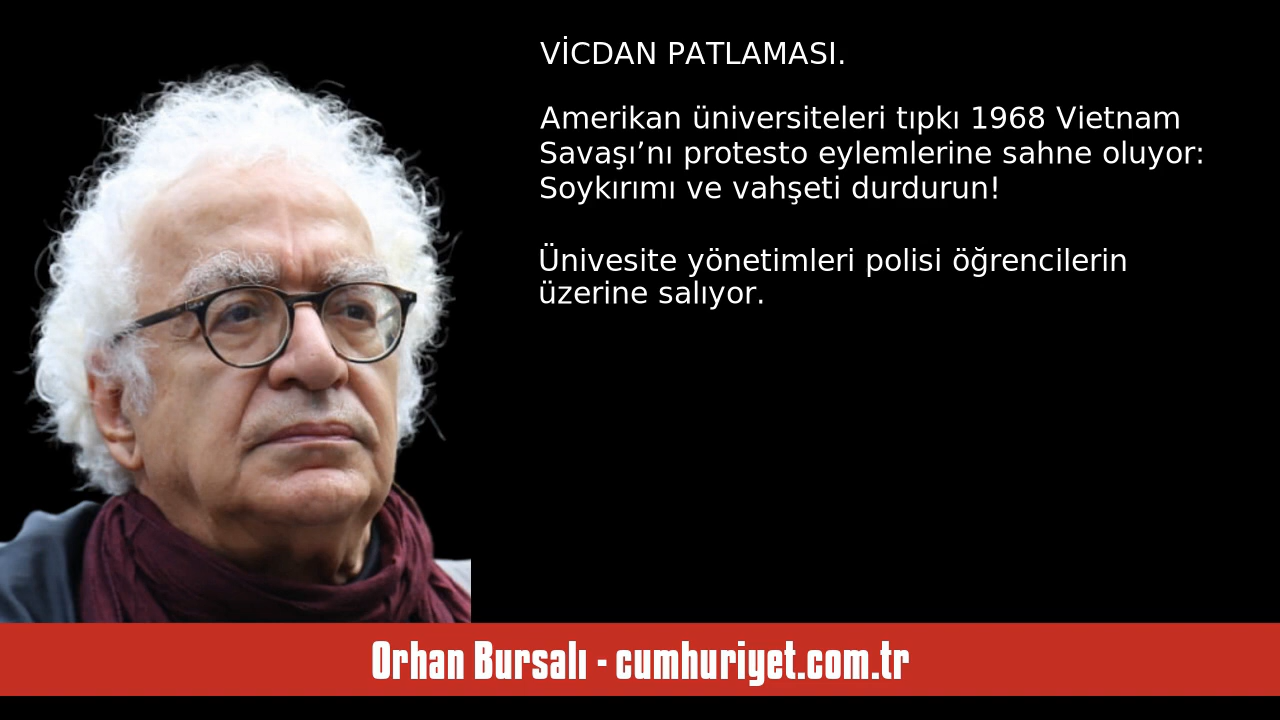 VİCDAN PATLAMASI.
Amerikan üniversiteleri tıpkı 1968 Vietnam
Savaşı’nı protesto eylemlerine sahne oluyor:
Soykırımı ve vahşeti durdurun!
Ünivesite yönetimleri polisi öğrencilerin
üzerine salıyor.
Orhan Bursalı - cumhuriyet.com.tr